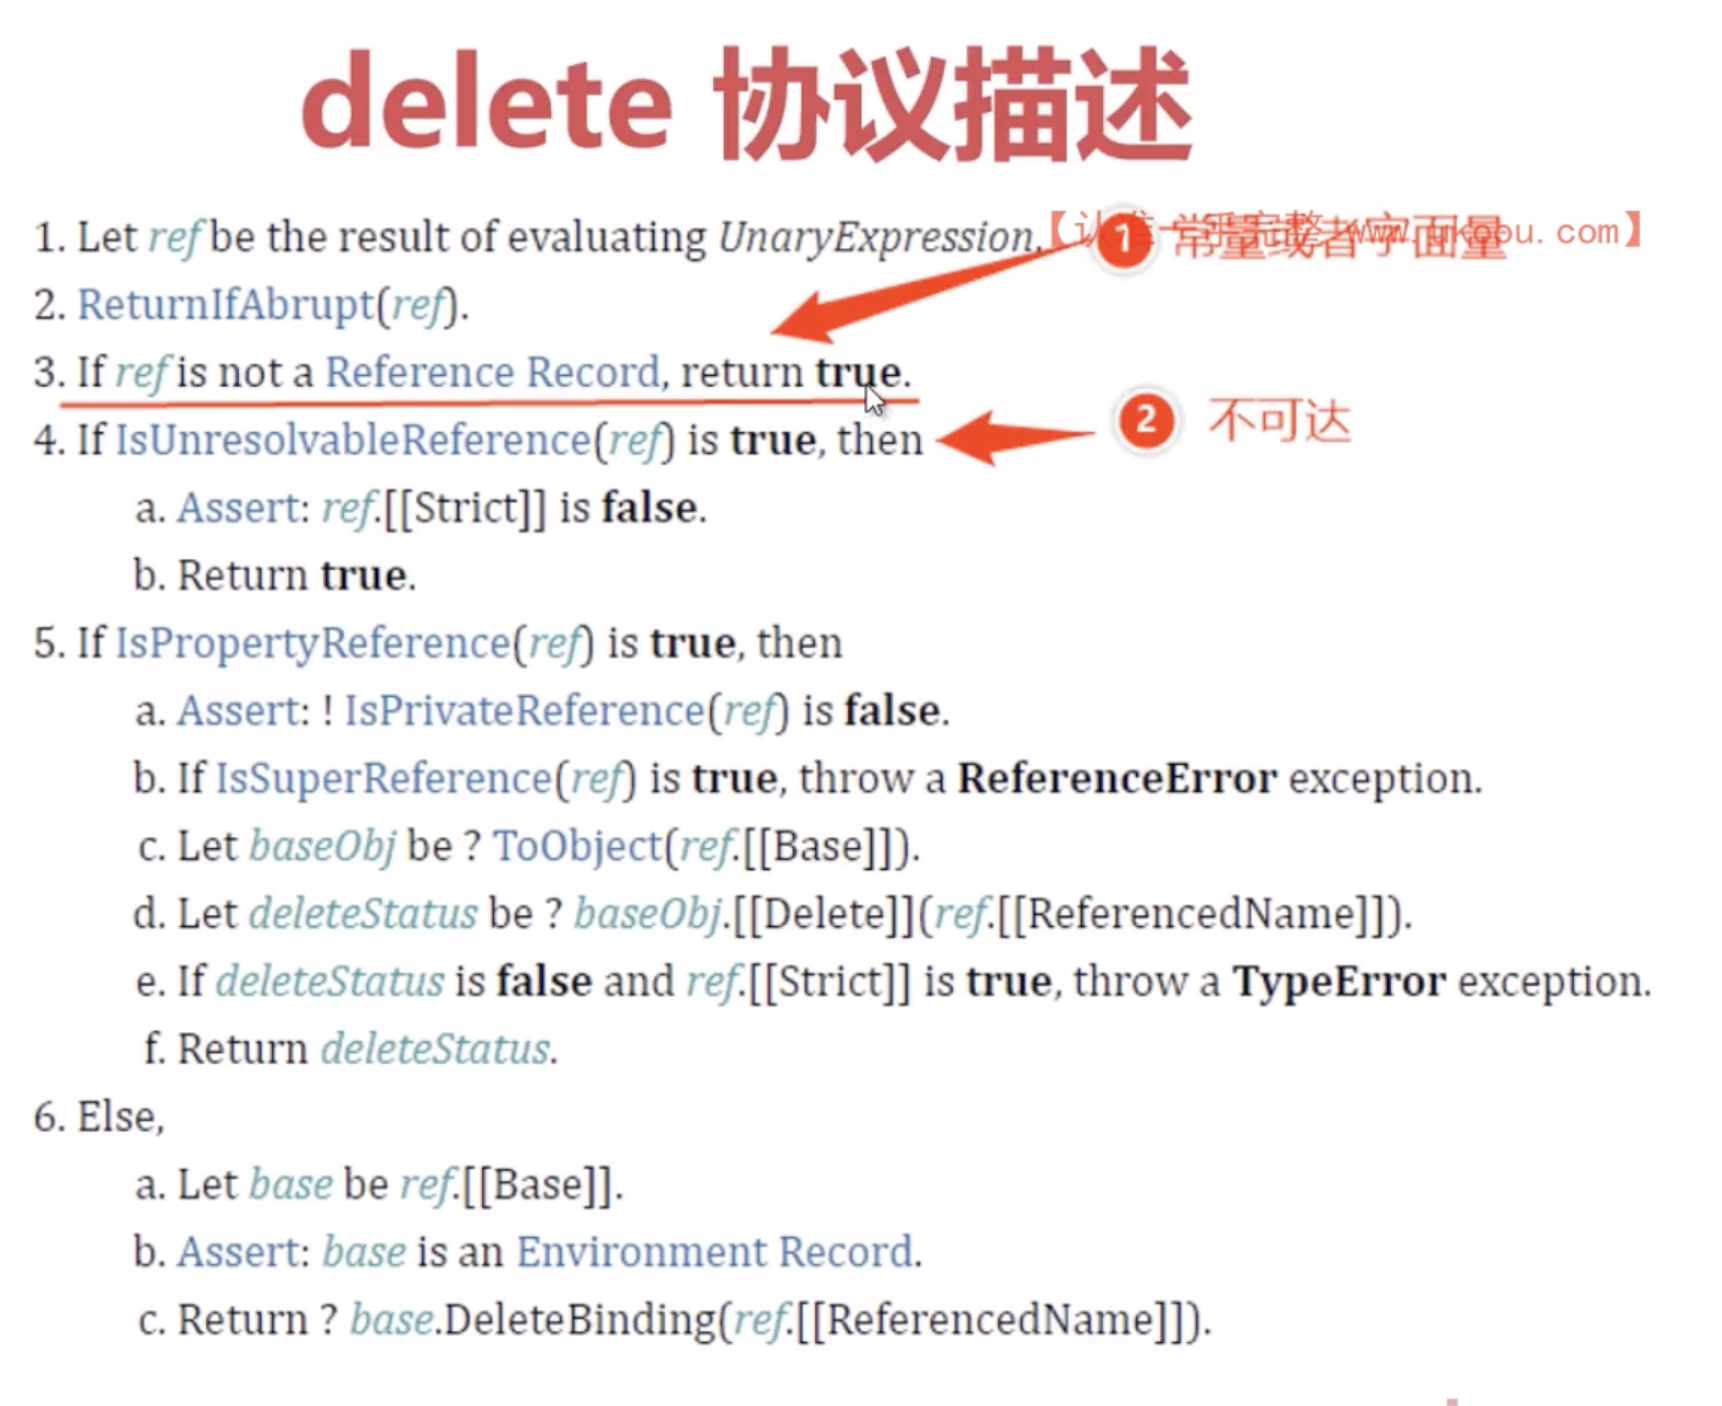 delete 协议描述
1. Let ref be the result of evaluating UnaryExpression.
1 常量或者字面量
2. ReturnIfAbrupt(ref).
3. If ref is not a Reference Record, return true.
2 不可达
4. If IsUnresolvableReference(ref) is true, then
a. Assert: ref.[[Strict]] is false.
b. Return true.
5. If IsPropertyReference(ref) is true, then
a. Assert: ! IsPrivateReference(ref) is false.
b. If IsSuperReference(ref) is true, throw a ReferenceError exception.
c. Let baseObj be ? ToObject(ref.[[Base]]).
d. Let deleteStatus be ? baseObj.[[Delete]](ref.[[ReferencedName]]).
e. If deleteStatus is false and ref.[[Strict]] is true, throw a TypeError exception.
f. Return deleteStatus.
6. Else,
a. Let base be ref.[[Base]].
b. Assert: base is an Environment Record.
c. Return ? base.DeleteBinding(ref.[[ReferencedName]]).